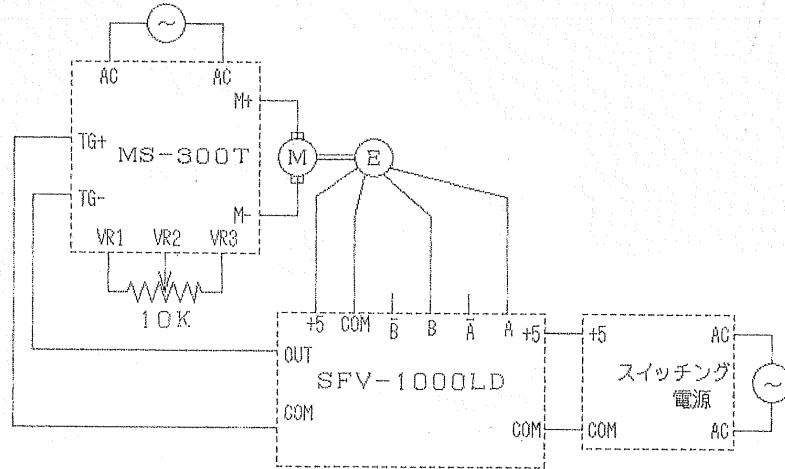 AC AC
M+
TG+
MS-300T
M E
TG-
M-
VR1 VR2 VR3
10K
+5 COM B̅ B A̅ A +5
+5 AC
OUT
SFV-1000LD
スイッチング
電源
COM
COM
COM AC